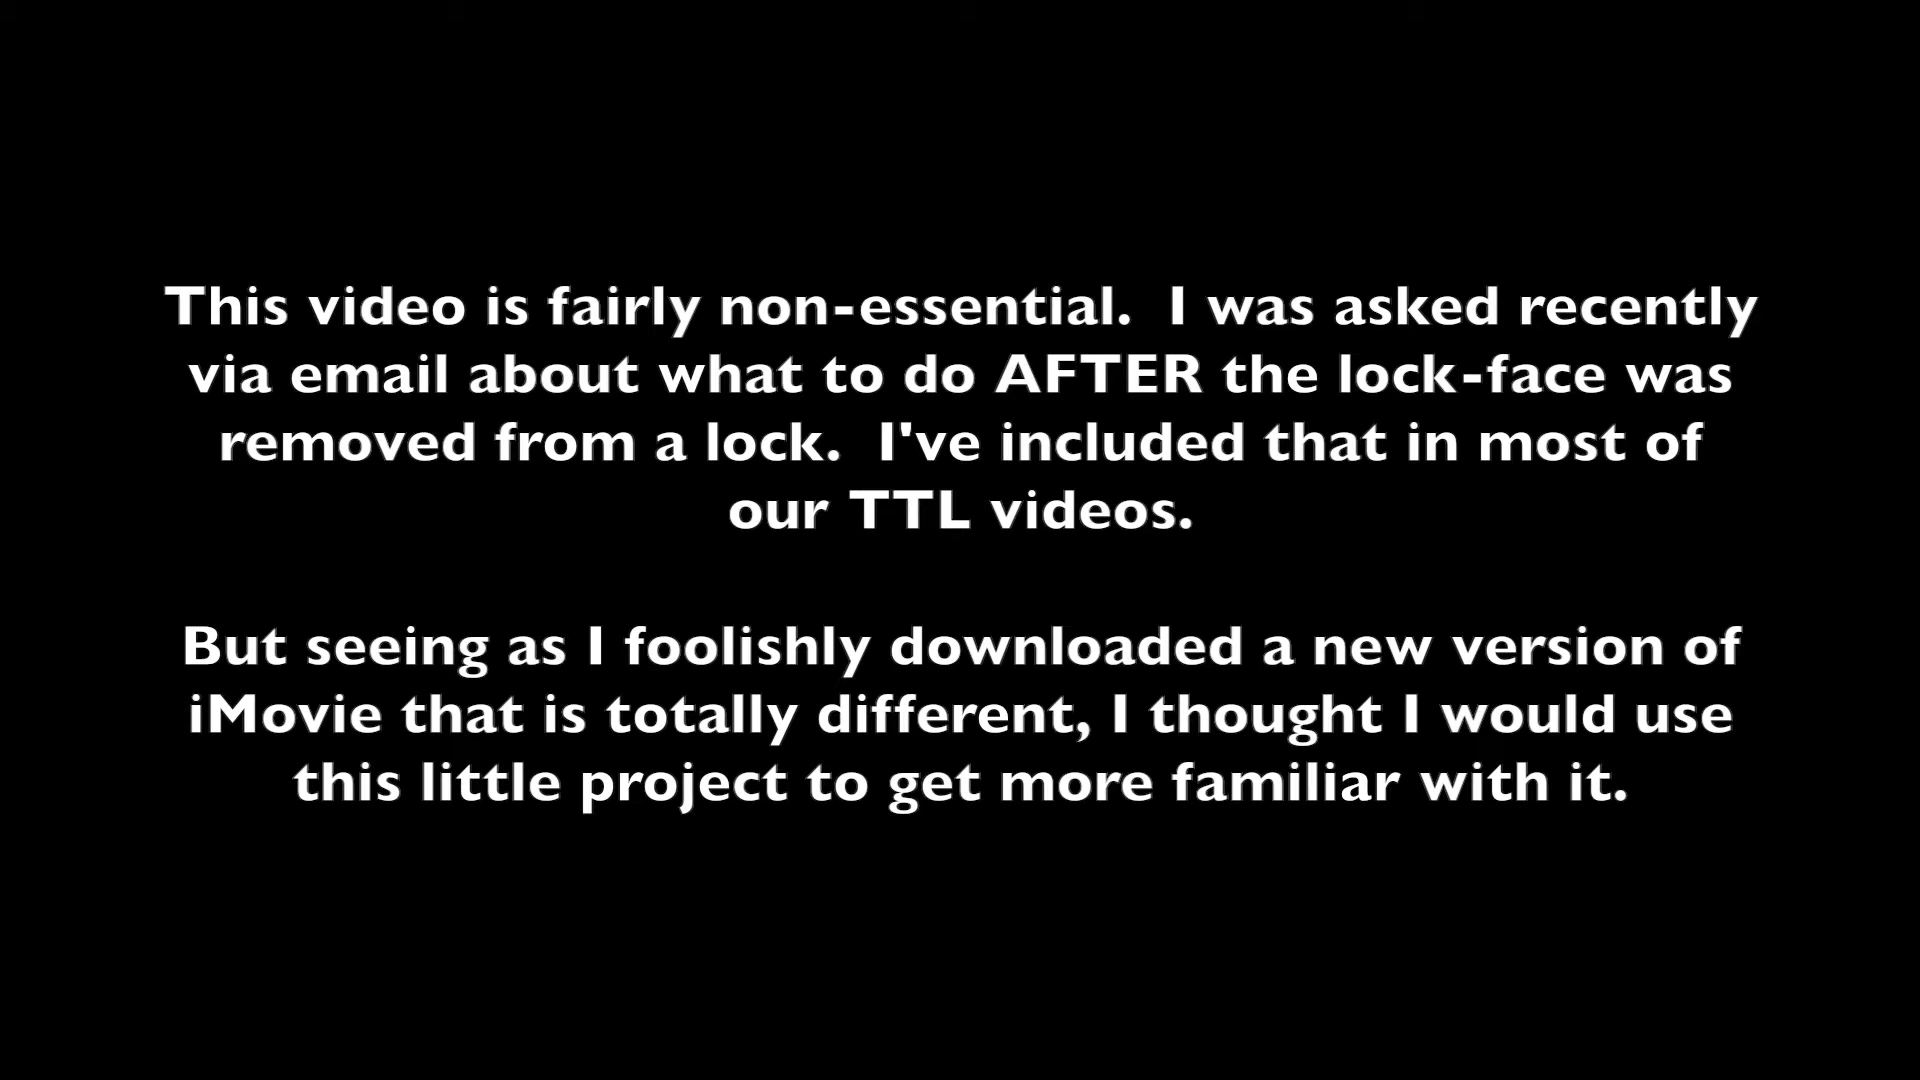 This video is fairly non-essential.  I was asked recently
via email about what to do AFTER the lock-face was
removed from a lock.  I've included that in most of
our TTL videos.
But seeing as I foolishly downloaded a new version of
iMovie that is totally different, I thought I would use
this little project to get more familiar with it.